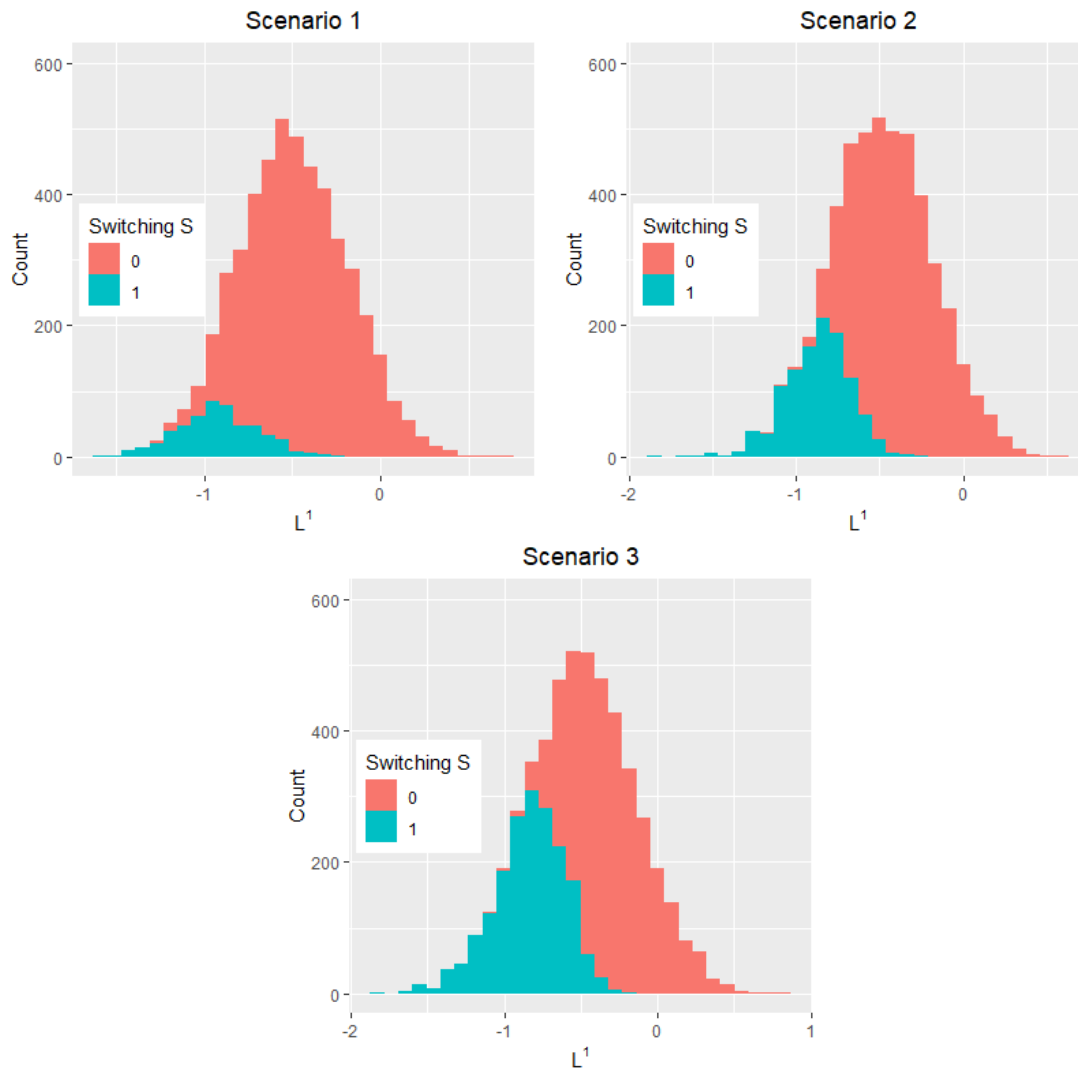 Scenario 1
600
400
200
0
Count
Switching S
0
1
-1
0
L¹
Scenario 2
600
400
200
0
Count
Switching S
0
1
-2
-1
0
L¹
Scenario 3
600
400
200
0
Count
Switching S
0
1
-2
-1
0
1
L¹